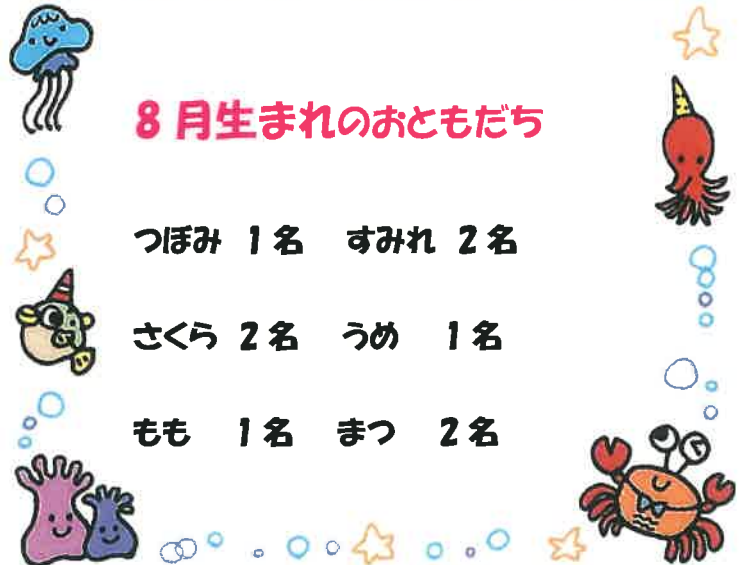 8月生まれのおともだち
つぼみ 1名 すみれ 2名
さくら 2名 うめ 1名
もも 1名 まつ 2名